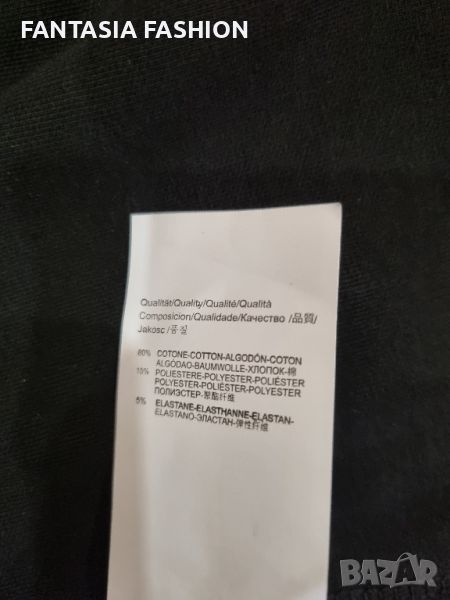 FANTASIA FASHION
Qualität/Quality/Qualité/Qualità
Composicion/Qualidade/Качество /品質/
Jakosc /품질
80% COTONE-COTTON-ALGODÓN-COTON
ALGODAO-BAUMWOLLE-ХЛОПОК-棉
15% POLIESTERE-POLYESTER-POLIÉSTER
POLYESTER-POLIÉSTER-POLYESTER
ПОЛИЭСТЕР-聚酯纤维
5% ELASTANE-ELASTHANNE-ELASTAN-
ELASTANO-ЭЛАСТАН-弹性纤维
BAZAR